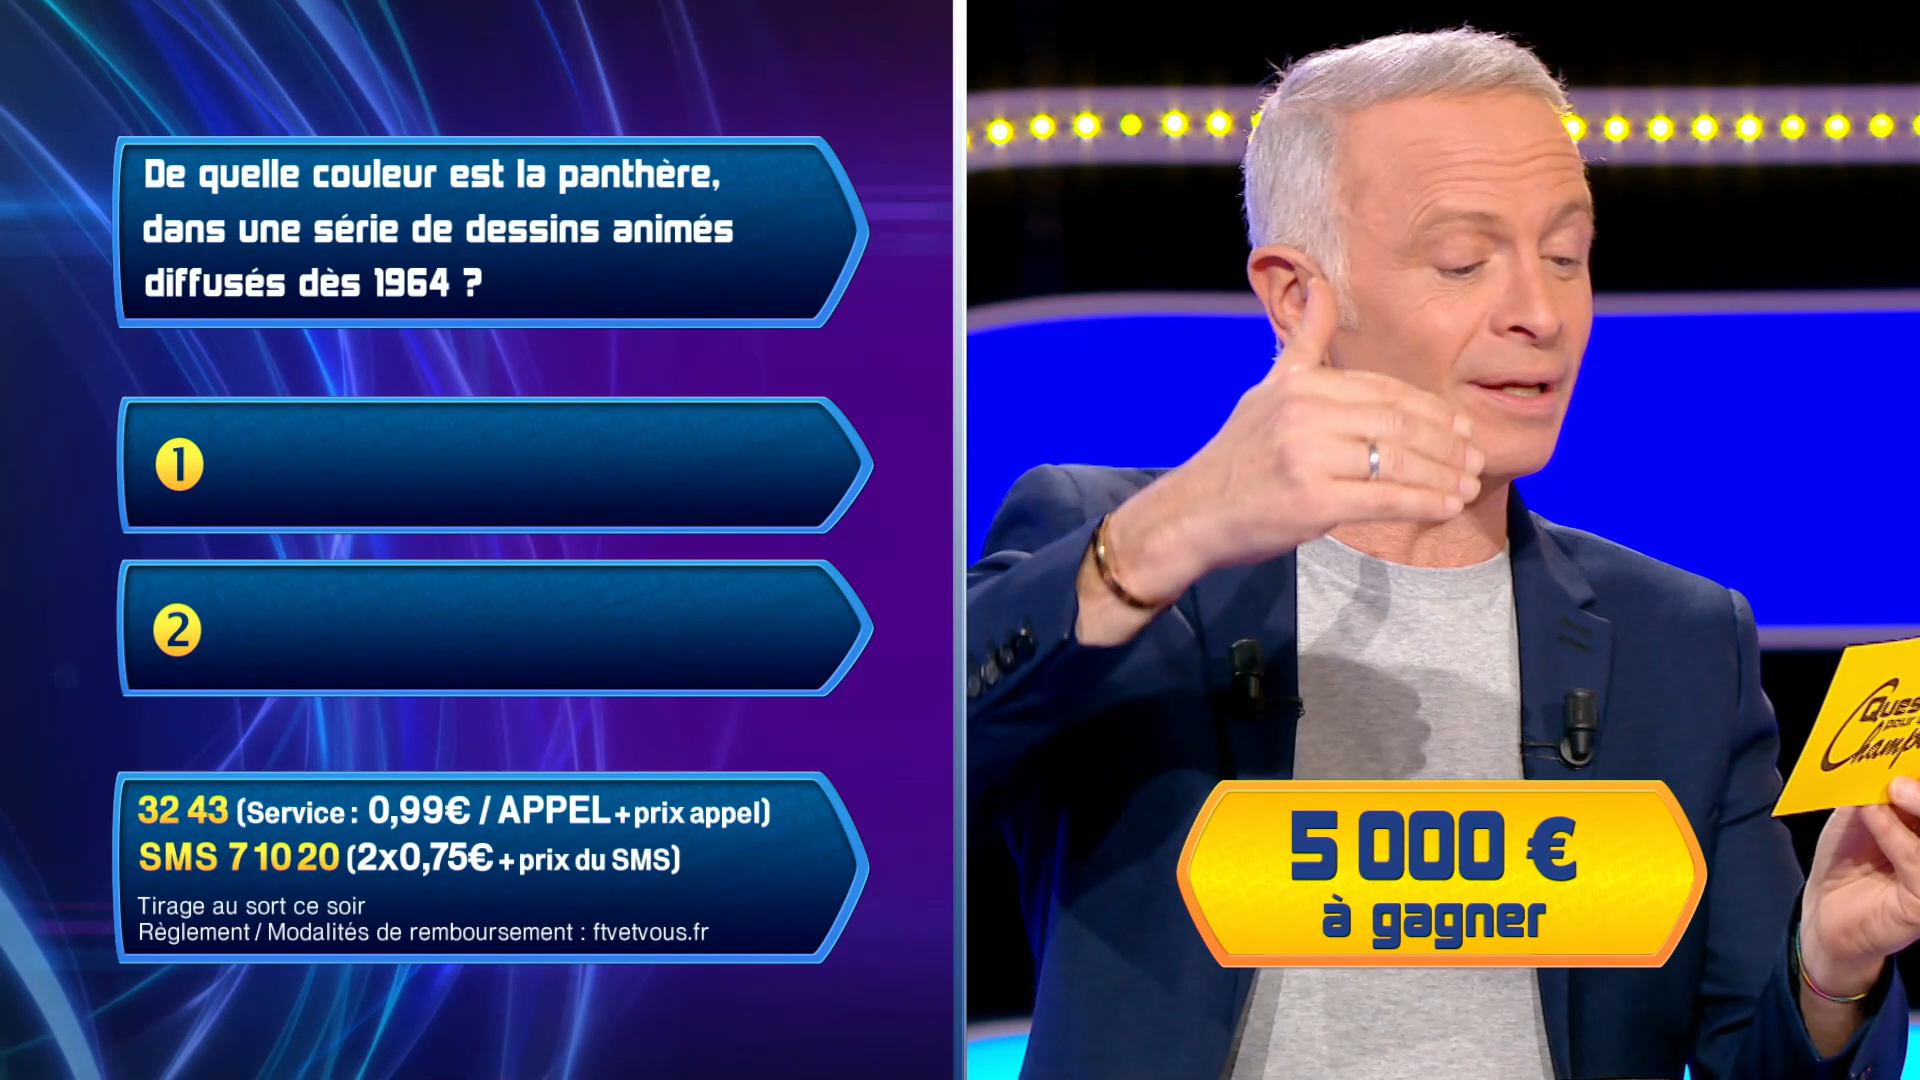 De quelle couleur est la panthère,
dans une série de dessins animés
diffusés dès 1964 ?
1
2
32 43 (Service : 0,99€ / APPEL + prix appel)
SMS 7 10 20 (2x0,75€ + prix du SMS)
Tirage au sort ce soir
Règlement / Modalités de remboursement : ftvetvous.fr
5 000 €
à gagner